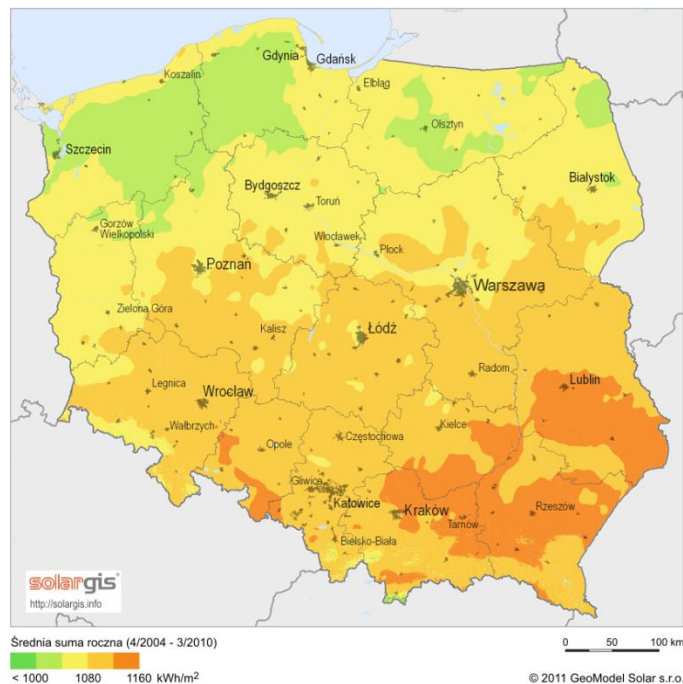 Gdynia
Gdańsk
Koszalin
Elbląg
Olsztyn
Szczecin
Białystok
Bydgoszcz
Toruń
Gorzów
Wielkopolski
Włocławek
Płock
Poznań
Warszawa
Zielona Góra
Kalisz
Łódź
Radom
Lublin
Legnica
Wrocław
Wałbrzych
Opole
Częstochowa
Kielce
Gliwice
Katowice
Kraków
Tarnów
Rzeszów
Bielsko-Biała
solargis®
http://solargis.info
Średnia suma roczna (4/2004 - 3/2010)
0 50 100 km
< 1000 1080 1160 kWh/m²
© 2011 GeoModel Solar s.r.o.